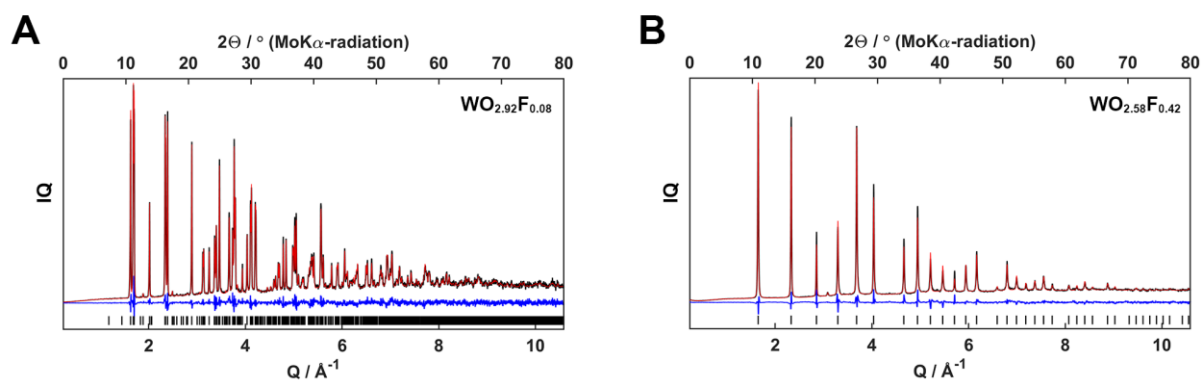 A
2Θ / ° (MoKα-radiation)
0 10 20 30 40 50 60 70 80
WO2.92F0.08
IQ
2 4 6 8 10
Q / Å-1
B
2Θ / ° (MoKα-radiation)
0 10 20 30 40 50 60 70 80
WO2.58F0.42
IQ
2 4 6 8 10
Q / Å-1